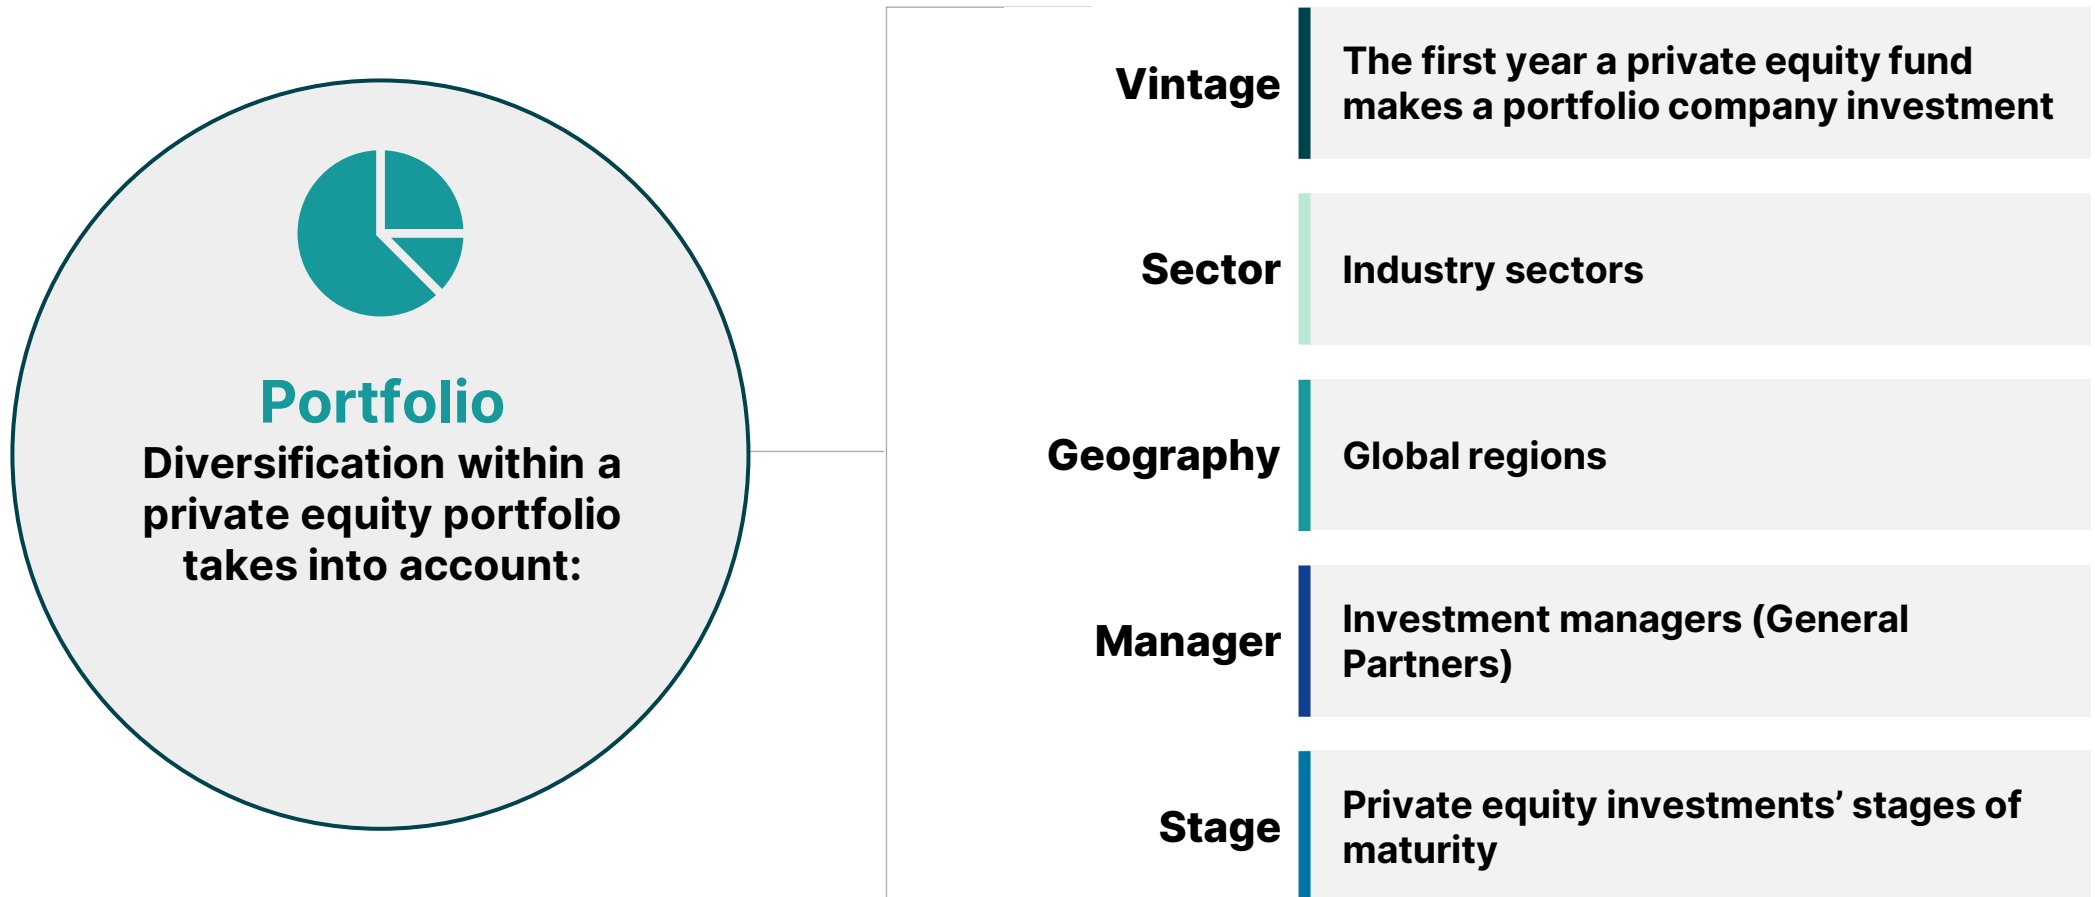 Portfolio
Diversification within a
private equity portfolio
takes into account:
Vintage
The first year a private equity fund
makes a portfolio company investment
Sector
Industry sectors
Geography
Global regions
Manager
Investment managers (General
Partners)
Stage
Private equity investments’ stages of
maturity